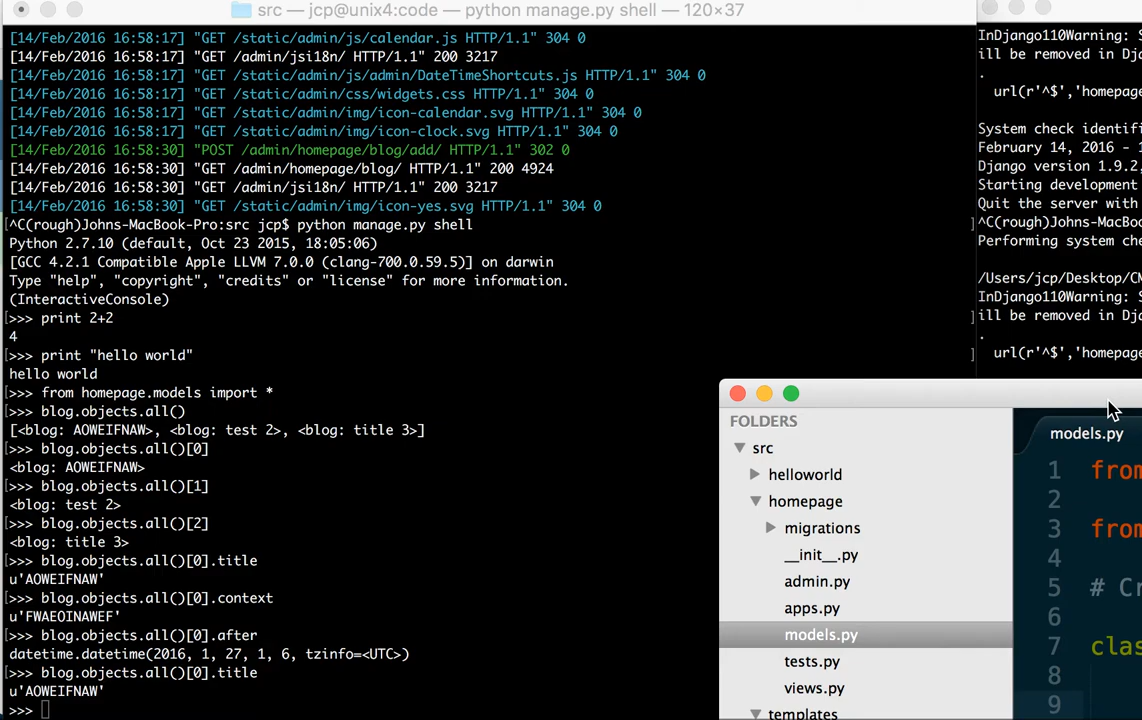 src — jcp@unix4:code — python manage.py shell — 120×37
[14/Feb/2016 16:58:17] "GET /static/admin/js/calendar.js HTTP/1.1" 304 0
[14/Feb/2016 16:58:17] "GET /admin/jsi18n/ HTTP/1.1" 200 3217
[14/Feb/2016 16:58:17] "GET /static/admin/js/admin/DateTimeShortcuts.js HTTP/1.1" 304 0
[14/Feb/2016 16:58:17] "GET /static/admin/css/widgets.css HTTP/1.1" 304 0
[14/Feb/2016 16:58:17] "GET /static/admin/img/icon-calendar.svg HTTP/1.1" 304 0
[14/Feb/2016 16:58:17] "GET /static/admin/img/icon-clock.svg HTTP/1.1" 304 0
[14/Feb/2016 16:58:30] "POST /admin/homepage/blog/add/ HTTP/1.1" 302 0
[14/Feb/2016 16:58:30] "GET /admin/homepage/blog/ HTTP/1.1" 200 4924
[14/Feb/2016 16:58:30] "GET /admin/jsi18n/ HTTP/1.1" 200 3217
[14/Feb/2016 16:58:30] "GET /static/admin/img/icon-yes.svg HTTP/1.1" 304 0
[^C(rough)Johns-MacBook-Pro:src jcp$ python manage.py shell ]
Python 2.7.10 (default, Oct 23 2015, 18:05:06)
[GCC 4.2.1 Compatible Apple LLVM 7.0.0 (clang-700.0.59.5)] on darwin
Type "help", "copyright", "credits" or "license" for more information.
(InteractiveConsole)
[>>> print 2+2 ]
4
[>>> print "hello world" ]
hello world
[>>> from homepage.models import *
[>>> blog.objects.all()
[<blog: AOWEIFNAW>, <blog: test 2>, <blog: title 3>]
[>>> blog.objects.all()[0]
<blog: AOWEIFNAW>
[>>> blog.objects.all()[1]
<blog: test 2>
[>>> blog.objects.all()[2]
<blog: title 3>
[>>> blog.objects.all()[0].title
u'AOWEIFNAW'
[>>> blog.objects.all()[0].context
u'FWAEOINAWEF'
[>>> blog.objects.all()[0].after
datetime.datetime(2016, 1, 27, 1, 6, tzinfo=<UTC>)
[>>> blog.objects.all()[0].title
u'AOWEIFNAW'
>>>
InDjango110Warning: S
ill be removed in Dja
.
url(r'^$','homepage
System check identifi
February 14, 2016 - 1
Django version 1.9.2,
Starting development
Quit the server with
^C(rough)Johns-MacBoo
Performing system che
/Users/jcp/Desktop/CM
InDjango110Warning: S
ill be removed in Dja
.
url(r'^$','homepage
FOLDERS
src
helloworld
homepage
migrations
__init__.py
admin.py
apps.py
models.py
tests.py
views.py
templates
models.py
1 from
2
3 from
4
5 # Cr
6
7 clas
8
9